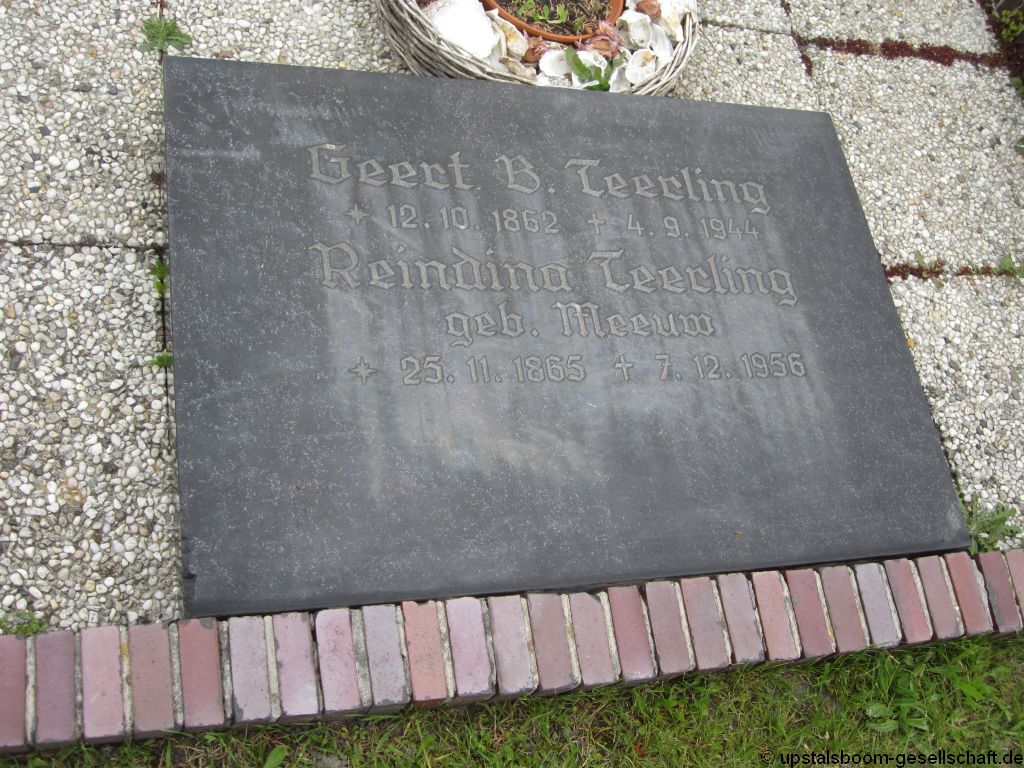 Geert B. Teerling
* 12. 10. 1862 † 4. 9. 1944
Reindina Teerling
geb. Meeuw
* 25. 11. 1865 † 7. 12. 1956
© upstalsboom-gesellschaft.de